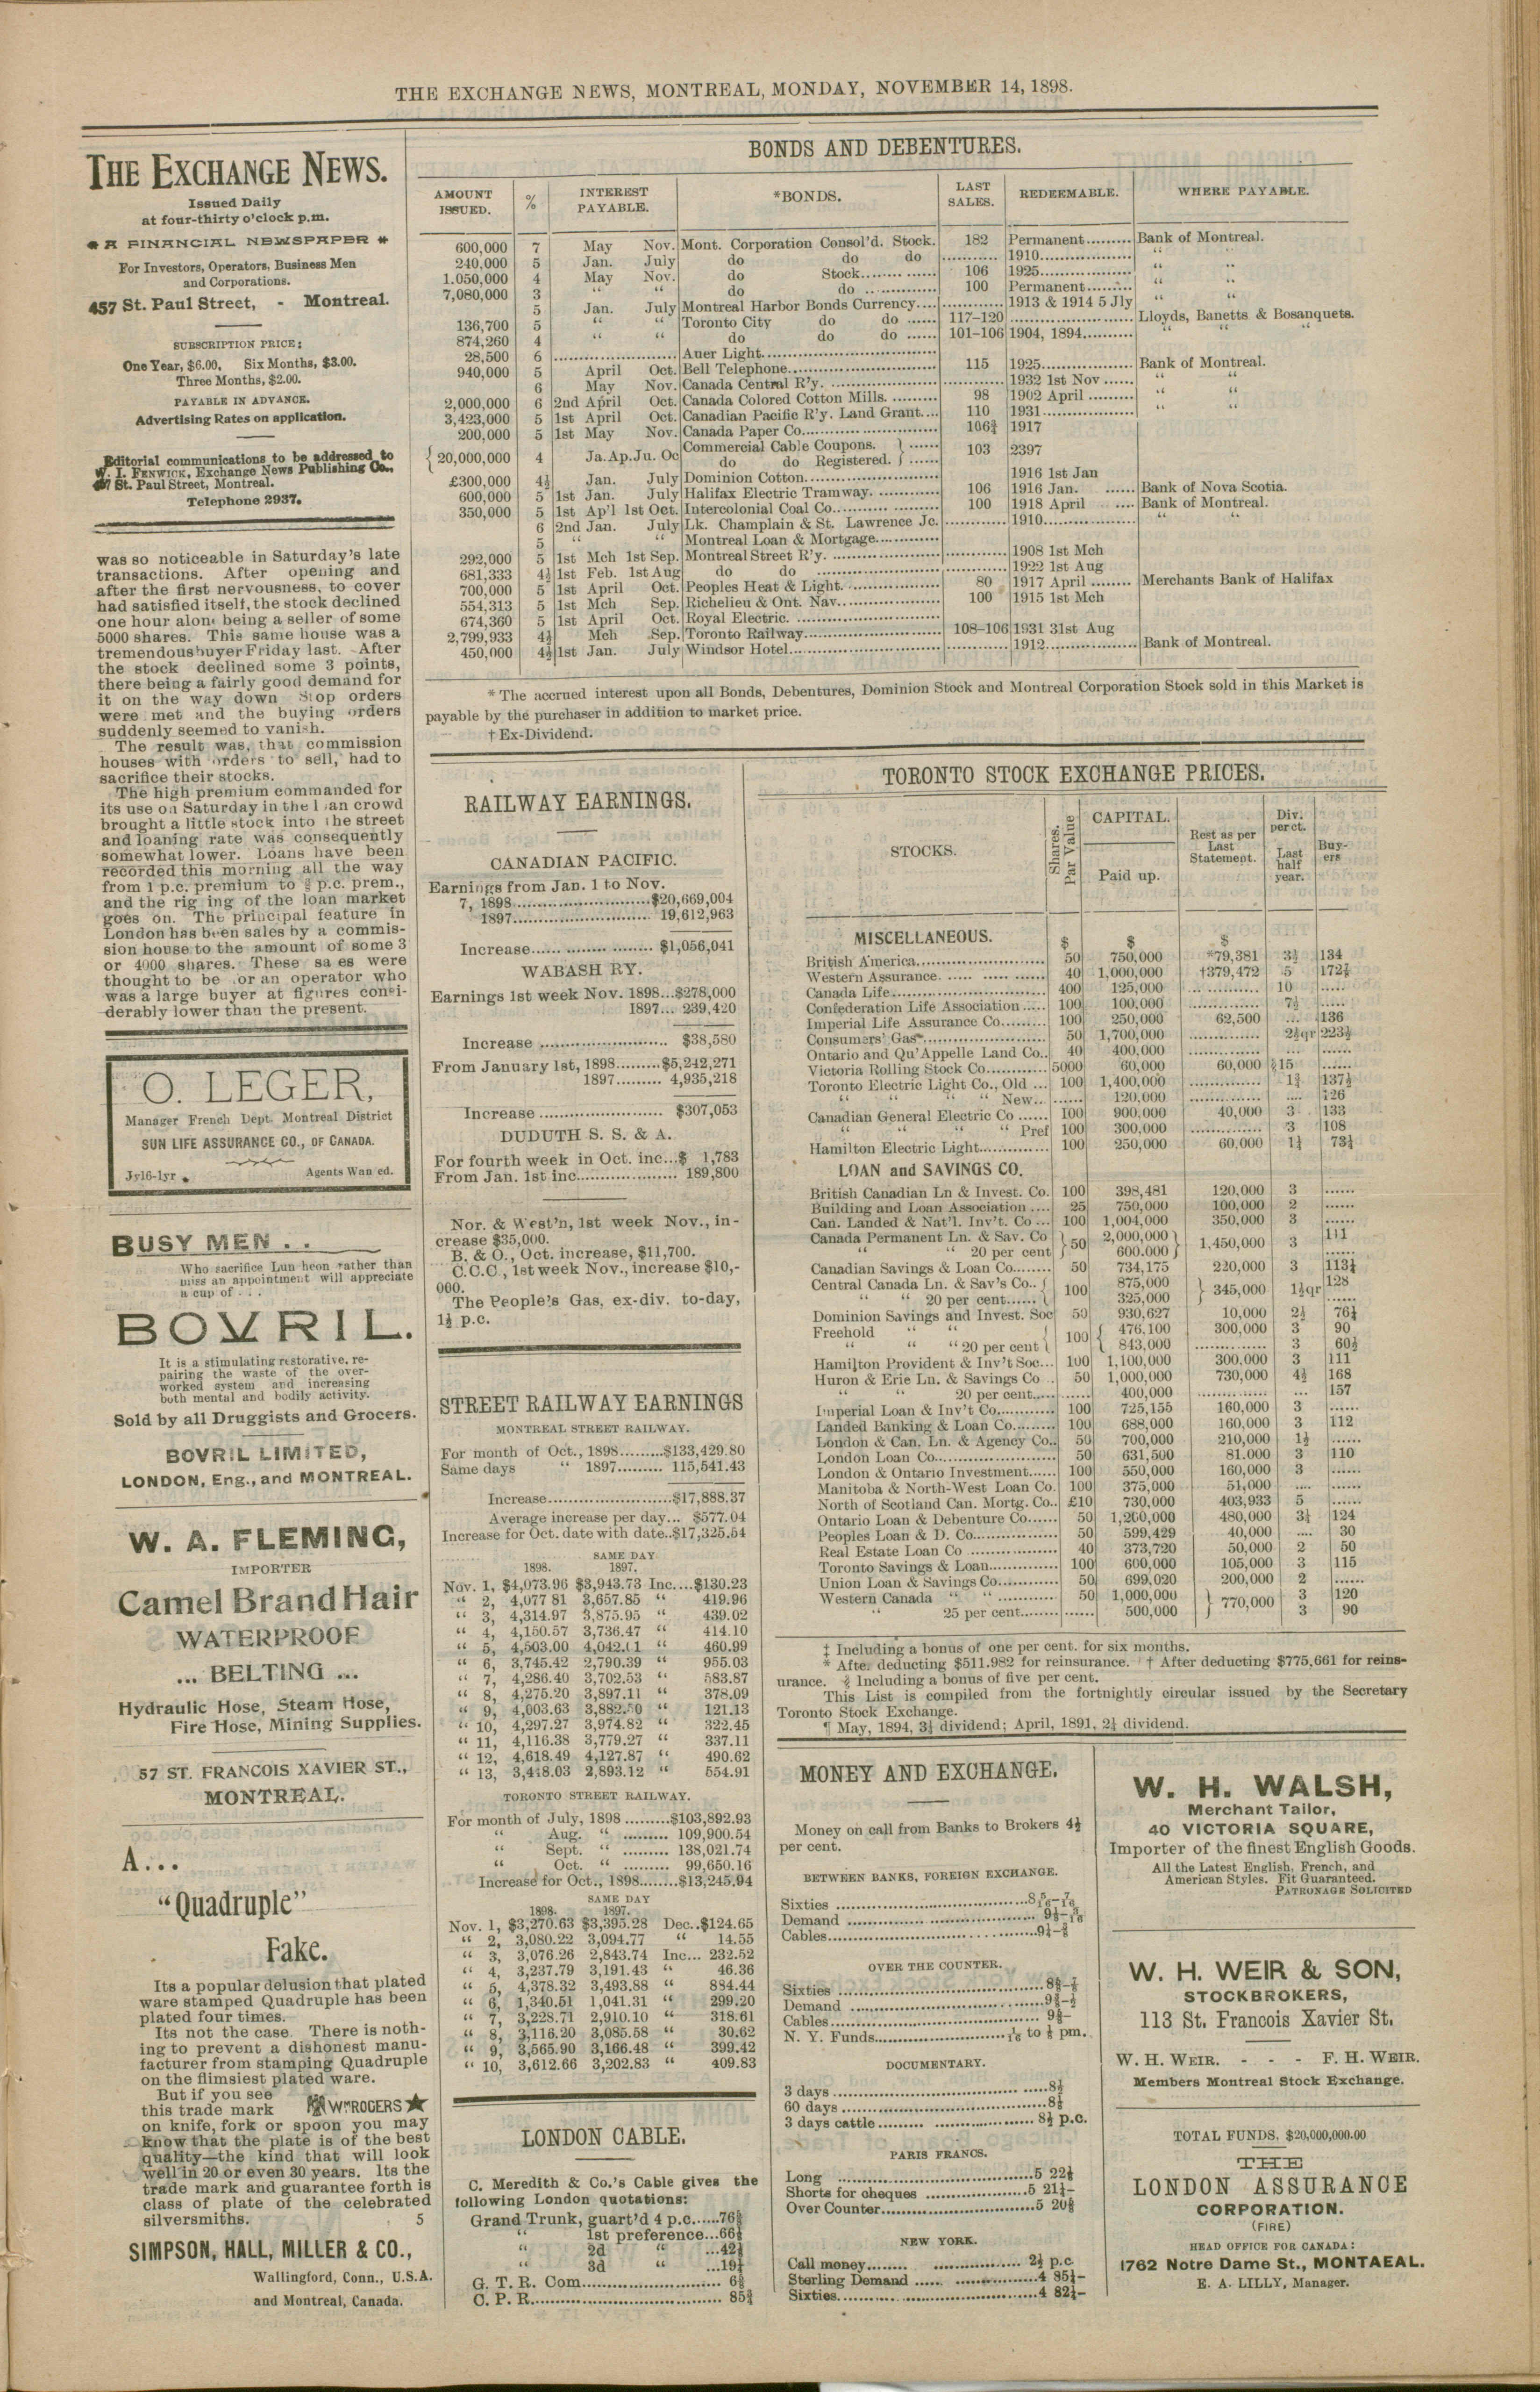 THE EXCHANGE NEWS, MONTREAL, MONDAY, NOVEMBER 14, 1898.
THE EXCHANGE NEWS.
Issued Daily
at four-thirty o'clock p.m.
A FINANCIAL NEWSPAPER
For Investors, Operators, Business Men
and Corporations.
457 St. Paul Street, - Montreal.
SUBSCRIPTION PRICE:
One Year, $6.00, Six Months, $3.00.
Three Months, $2.00.
PAYABLE IN ADVANCE.
Advertising Rates on application.
Editorial communications to be addressed to
W. I. FENWICK, Exchange News Publishing Co.,
457 St. Paul Street, Montreal.
Telephone 2937.
was so noticeable in Saturday's late
transactions. After opening and
after the first nervousness, to cover
had satisfied itself, the stock declined
one hour alone being a seller of some
5000 shares. This same house was a
tremendous buyer Friday last. After
the stock declined some 3 points,
there being a fairly good demand for
it on the way down Stop orders
were met and the buying orders
suddenly seemed to vanish.
The result was, that commission
houses with orders to sell, had to
sacrifice their stocks.
The high premium commanded for
its use on Saturday in the l an crowd
brought a little stock into the street
and loaning rate was consequently
somewhat lower. Loans have been
recorded this morning all the way
from 1 p.c. premium to p.c. prem.,
and the rig ing of the loan market
goes on. The principal feature in
London has been sales by a commis-
sion house to the amount of some 3
or 4000 shares. These sa es were
thought to be or an operator who
was a large buyer at figures consi-
derably lower than the present.
O. LEGER,
Manager French Dept. Montreal District
SUN LIFE ASSURANCE CO., OF CANADA.
Jy16-1yr Agents Wan ed.
BUSY MEN . .
Who sacrifice Lun heon rather than
miss an appointment will appreciate
a cup of . . .
BOVRIL.
It is a stimulating restorative, re-
pairing the waste of the over-
worked system and increasing
both mental and bodily activity.
Sold by all Druggists and Grocers.
BOVRIL LIMITED,
LONDON, Eng., and MONTREAL.
W. A. FLEMING,
IMPORTER
Camel Brand Hair
WATERPROOF
... BELTING ...
Hydraulic Hose, Steam Hose,
Fire Hose, Mining Supplies.
57 ST. FRANCOIS XAVIER ST.,
MONTREAL.
A...
"Quadruple"
Fake.
Its a popular delusion that plated
ware stamped Quadruple has been
plated four times.
Its not the case. There is noth-
ing to prevent a dishonest manu-
facturer from stamping Quadruple
on the flimsiest plated ware.
But if you see
this trade mark WM ROGERS ★
on knife, fork or spoon you may
know that the plate is of the best
quality—the kind that will look
well in 20 or even 30 years. Its the
trade mark and guarantee forth is
class of plate of the celebrated
silversmiths. 5
SIMPSON, HALL, MILLER & CO.,
Wallingford, Conn., U.S.A.
and Montreal, Canada.
BONDS AND DEBENTURES.
AMOUNT ISSUED. % INTEREST PAYABLE. *BONDS. LAST SALES. REDEEMABLE. WHERE PAYABLE.
600,000 7 May Nov. Mont. Corporation Consol'd. Stock. 182 Permanent......... Bank of Montreal.
240,000 5 Jan. July do do do ........... 1910.................. " "
1.050,000 4 May Nov. do Stock.............. 106 1925.................. " "
7,080,000 3 " " do do .............. 100 Permanent......... " "
5 Jan. July Montreal Harbor Bonds Currency.... ............ 1913 & 1914 5 Jly " "
136,700 5 " " Toronto City do do ...... 117-120 ........................ Lloyds, Banetts & Bosanquets.
874,260 4 " " do do do ...... 101-106 1904, 1894.......... " " "
28,500 6 ........................ Auer Light..................................
940,000 5 April Oct. Bell Telephone............................. 115 1925.................. Bank of Montreal.
6 May Nov. Canada Central R'y. ..................... ............ 1932 1st Nov ...... " "
2,000,000 6 2nd April Oct. Canada Colored Cotton Mills. ......... 98 1902 April ......... " "
3,423,000 5 1st April Oct. Canadian Pacific R'y. Land Grant.... 110 1931.................. " "
200,000 5 1st May Nov. Canada Paper Co.......................... 106¾ 1917
20,000,000 4 Ja.Ap.Ju. Oc Commercial Cable Coupons. } ...... 103 2397
do do Registered. } ......
£300,000 4½ Jan. July Dominion Cotton......................... 1916 1st Jan
600,000 5 1st Jan. July Halifax Electric Tramway. ............ 106 1916 Jan. ...... Bank of Nova Scotia.
350,000 5 1st Ap'l 1st Oct. Intercolonial Coal Co.................... 100 1918 April .... Bank of Montreal.
6 2nd Jan. July Lk. Champlain & St. Lawrence Jc. ............ 1910.................. " "
5 " " Montreal Loan & Mortgage............
292,000 5 1st Mch 1st Sep. Montreal Street R'y. ..................... ............ 1908 1st Mch
681,333 4½ 1st Feb. 1st Aug do do ........................ ............ 1922 1st Aug
700,000 5 1st April Oct. Peoples Heat & Light. .................. 80 1917 April ........ Merchants Bank of Halifax
554,313 5 1st Mch Sep. Richelieu & Ont. Nav.................... 100 1915 1st Mch
674,360 5 1st April Oct. Royal Electric. ............................
2,799,933 4½ Mch Sep. Toronto Railway........................... 108-106 1931 31st Aug
450,000 4½ 1st Jan. July Windsor Hotel............................. ............ 1912.................. Bank of Montreal.
* The accrued interest upon all Bonds, Debentures, Dominion Stock and Montreal Corporation Stock sold in this Market is
payable by the purchaser in addition to market price.
† Ex-Dividend.
RAILWAY EARNINGS.
CANADIAN PACIFIC.
Earnings from Jan. 1 to Nov.
7, 1898..........................$20,669,004
1897........................... 19,612,963
Increase...................... $1,056,041
WABASH RY.
Earnings 1st week Nov. 1898...$278,000
1897... 239,420
Increase ........................ $38,580
From January 1st, 1898.........$5,242,271
1897......... 4,935,218
Increase ........................ $307,053
DUDUTH S. S. & A.
For fourth week in Oct. inc...$ 1,783
From Jan. 1st inc.................... 189,800
Nor. & West'n, 1st week Nov., in-
crease $35,000.
B. & O., Oct. increase, $11,700.
C.C.C., 1st week Nov., increase $10,-
000.
The People's Gas, ex-div. to-day,
1½ p.c.
STREET RAILWAY EARNINGS
MONTREAL STREET RAILWAY.
For month of Oct., 1898.........$133,429.80
Same days " 1897......... 115,541.43
Increase........................$17,888.37
Average increase per day... $577.04
Increase for Oct. date with date..$17,325.54
SAME DAY
1898. 1897.
Nov. 1, $4,073.96 $3,943.73 Inc....$130.23
" 2, 4,077 81 3,657.85 " 419.96
" 3, 4,314.97 3,875.95 " 439.02
" 4, 4,150.57 3,736.47 " 414.10
" 5, 4,503.00 4,042.01 " 460.99
" 6, 3,745.42 2,790.39 " 955.03
" 7, 4,286.40 3,702.53 " 583.87
" 8, 4,275.20 3,897.11 " 378.09
" 9, 4,003.63 3,882.50 " 121.13
" 10, 4,297.27 3,974.82 " 322.45
" 11, 4,116.38 3,779.27 " 337.11
" 12, 4,618.49 4,127.87 " 490.62
" 13, 3,448.03 2,893.12 " 554.91
TORONTO STREET RAILWAY.
For month of July, 1898 .........$103,892.93
" Aug. " ......... 109,900.54
" Sept. " ......... 138,021.74
" Oct. " ......... 99,650.16
Increase for Oct., 1898........$13,245.94
SAME DAY
1898. 1897.
Nov. 1, $3,270.63 $3,395.28 Dec..$124.65
" 2, 3,080.22 3,094.77 " 14.55
" 3, 3,076.26 2,843.74 Inc... 232.52
" 4, 3,237.79 3,191.43 " 46.36
" 5, 4,378.32 3,493.88 " 884.44
" 6, 1,340.51 1,041.31 " 299.20
" 7, 3,228.71 2,910.10 " 318.61
" 8, 3,116.20 3,085.58 " 30.62
" 9, 3,565.90 3,166.48 " 399.42
" 10, 3,612.66 3,202.83 " 409.83
LONDON CABLE.
C. Meredith & Co.'s Cable gives the
following London quotations:
Grand Trunk, guart'd 4 p.c......76
" 1st preference...66
" 2d " ...42
" 3d " ...19
G. T. R. Com.......................... 6
C. P. R.................................... 85
TORONTO STOCK EXCHANGE PRICES.
STOCKS. Shares. Par Value CAPITAL. Paid up. Rest as per Last Statement. Div. per ct. Last half year. Buy-ers
MISCELLANEOUS. $ $ $
British America......................... 50 750,000 *79,381 3½ 134
Western Assurance. ................ 40 1,000,000 †379,472 5 172
Canada Life............................. 400 125,000 .............. 10 .....
Confederation Life Association ..... 100 100,000 .............. 7½ .....
Imperial Life Assurance Co......... 100 250,000 62,500 ... 136
Consumers' Gas........................ 50 1,700,000 .............. 2½qr 223½
Ontario and Qu'Appelle Land Co.. 40 400,000 .............. ... ......
Victoria Rolling Stock Co............ 5000 60,000 60,000 15 ......
Toronto Electric Light Co., Old ... 100 1,400,000 .............. 1¾ 137½
" " " " New... ...... 120,000 .............. .... 126
Canadian General Electric Co ...... 100 900,000 40,000 3 133
" " " " Pref 100 300,000 .............. 3 108
Hamilton Electric Light.............. 100 250,000 60,000 1¼ 73¼
LOAN and SAVINGS CO.
British Canadian Ln & Invest. Co. 100 398,481 120,000 3 ......
Building and Loan Association .... 25 750,000 100,000 2 ......
Can. Landed & Nat'l. Inv't. Co ... 100 1,004,000 350,000 3 ......
Canada Permanent Ln. & Sav. Co } 50 2,000,000 } 1,450,000 3 111
" " 20 per cent } 600.000 } ......
Canadian Savings & Loan Co........ 50 734,175 220,000 3 113¼
Central Canada Ln. & Sav's Co.. { 100 875,000 } 345,000 1½qr 128
" " 20 per cent...... { 325,000 } ......
Dominion Savings and Invest. Soc 50 930,627 10,000 2½ 76¼
Freehold " " { 100 { 476,100 300,000 3 90
" " " 20 per cent { { 843,000 .............. 3 60½
Hamilton Provident & Inv't Soc... 100 1,100,000 300,000 3 111
Huron & Erie Ln. & Savings Co .. 50 1,000,000 730,000 4½ 168
" " 20 per cent..... ...... 400,000 .............. ... 157
Imperial Loan & Inv't Co............ 100 725,155 160,000 3 ......
Landed Banking & Loan Co......... 100 688,000 160,000 3 112
London & Can. Ln. & Agency Co.. 50 700,000 210,000 1½ ......
London Loan Co........................ 50 631,500 81.000 3 110
London & Ontario Investment...... 100 550,000 160,000 3 ......
Manitoba & North-West Loan Co. 100 375,000 51,000 .... ......
North of Scotland Can. Mortg. Co.. £10 730,000 403,933 5 ......
Ontario Loan & Debenture Co...... 50 1,200,000 480,000 3¼ 124
Peoples Loan & D. Co................. 50 599,429 40,000 .... 30
Real Estate Loan Co .................. 40 373,720 50,000 2 50
Toronto Savings & Loan.............. 100 600,000 105,000 3 115
Union Loan & Savings Co............ 50 699,020 200,000 2 ......
Western Canada " " ........... 50 1,000,000 } 770,000 3 120
" 25 per cent........ ...... 500,000 } 3 90
‡ Including a bonus of one per cent. for six months.
* After deducting $511.982 for reinsurance. † After deducting $775,661 for reins-
urance. Including a bonus of five per cent.
This List is compiled from the fortnightly circular issued by the Secretary
Toronto Stock Exchange.
¶ May, 1894, 3½ dividend; April, 1891, 2½ dividend.
MONEY AND EXCHANGE.
Money on call from Banks to Brokers 4½
per cent.
BETWEEN BANKS, FOREIGN EXCHANGE.
Sixties ................................8 5/16-7/16
Demand ................................ 9
Cables....................................9
OVER THE COUNTER.
Sixties ................................8
Demand ................................9
Cables................................ 9
N. Y. Funds........................ 1/16 to ⅛ pm.
DOCUMENTARY.
3 days ................................8
60 days ................................8
3 days cattle......................... 8½ p.c.
PARIS FRANCS.
Long ................................5 22
Shorts for cheques ...................5 21
Over Counter...........................5 20
NEW YORK.
Call money........ ................ 2½ p.c.
Sterling Demand ..... ..............4 85¼-
Sixties....................................4 82¼-
W. H. WALSH,
Merchant Tailor,
40 VICTORIA SQUARE,
Importer of the finest English Goods.
All the Latest English, French, and
American Styles. Fit Guaranteed.
PATRONAGE SOLICITED
W. H. WEIR & SON,
STOCKBROKERS,
113 St. Francois Xavier St.
W. H. WEIR. - - - F. H. WEIR.
Members Montreal Stock Exchange.
TOTAL FUNDS, $20,000,000.00
THE
LONDON ASSURANCE
CORPORATION.
(FIRE)
HEAD OFFICE FOR CANADA:
1762 Notre Dame St., MONTAEAL.
E. A. LILLY, Manager.